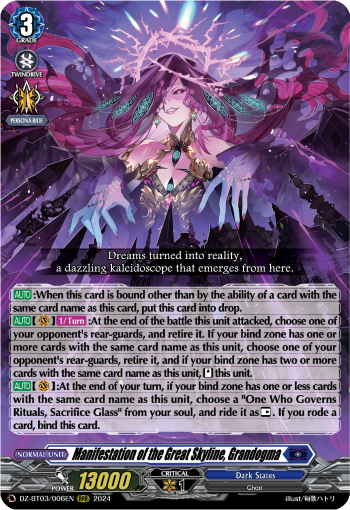 3
GRADE
TWINDRIVE
PERSONA RIDE
Dreams turned into reality,
a dazzling kaleidoscope that emerges from here.
AUTO :When this card is bound other than by the ability of a card with the
same card name as this card, put this card into drop.
AUTO 1/Turn :At the end of the battle this unit attacked, choose one of
your opponent's rear-guards, and retire it. If your bind zone has one or
more cards with the same card name as this unit, choose one of your
opponent's rear-guards, retire it, and if your bind zone has two or more
cards with the same card name as this unit, this unit.
AUTO :At the end of your turn, if your bind zone has one or less cards
with the same card name as this unit, choose a "One Who Governs
Rituals, Sacrifice Glass" from your soul, and ride it as . If you rode a
card, bind this card.
NORMAL UNIT Manifestation of the Great Skyline, Grandogma
POWER 13000 CRITICAL 1 Dark States
Ghost
DZ-BT03/006EN RRR 2024 illust/匈歌ハトリ